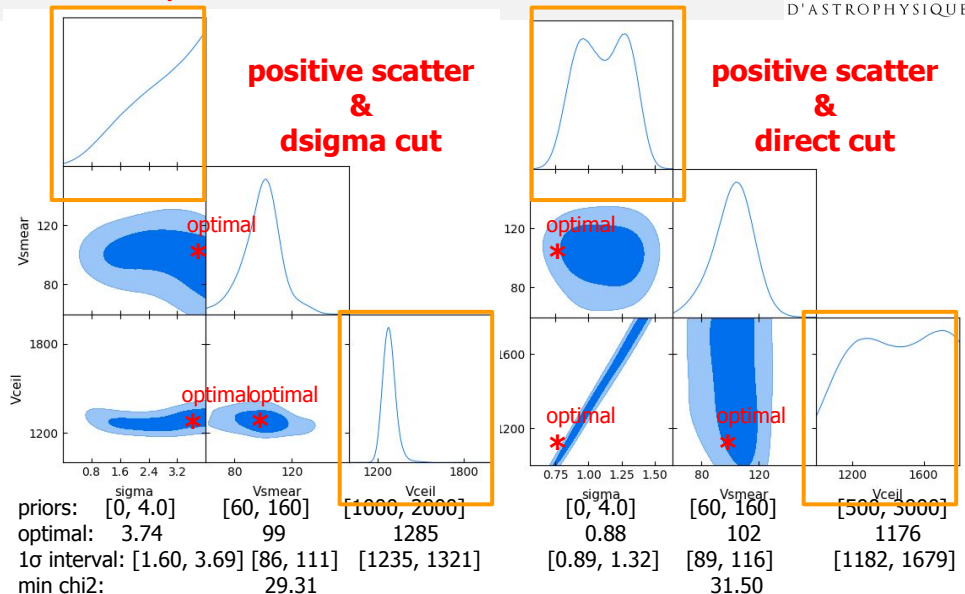 D'ASTROPHYSIQUE
positive scatter
&
dsigma cut
positive scatter
&
direct cut
Vsmear
120
80
optimal
120
80
optimal
Vceil
1800
1200
optimal
optimal
1600
1200
optimal
optimal
0.8 1.6 2.4 3.2
80 120
1200 1800
0.75 1.00 1.25 1.50
80 120
1200 1600
sigma
Vsmear
Vceil
sigma
Vsmear
Vceil
priors: [0, 4.0] [60, 160] [1000, 2000] [0, 4.0] [60, 160] [500, 3000]
optimal: 3.74 99 1285 0.88 102 1176
1σ interval: [1.60, 3.69] [86, 111] [1235, 1321] [0.89, 1.32] [89, 116] [1182, 1679]
min chi2: 29.31 31.50